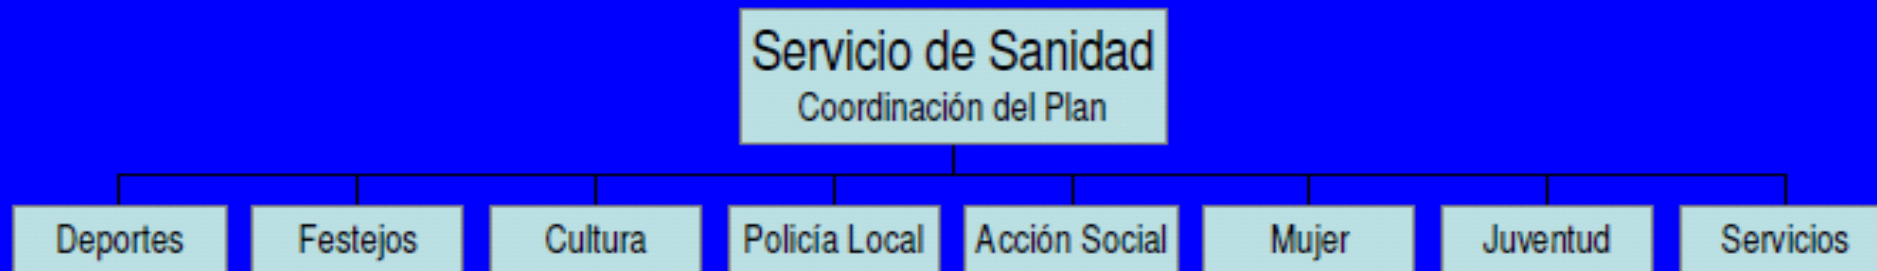 Servicio de Sanidad
Coordinación del Plan
Deportes
Festejos
Cultura
Policía Local
Acción Social
Mujer
Juventud
Servicios